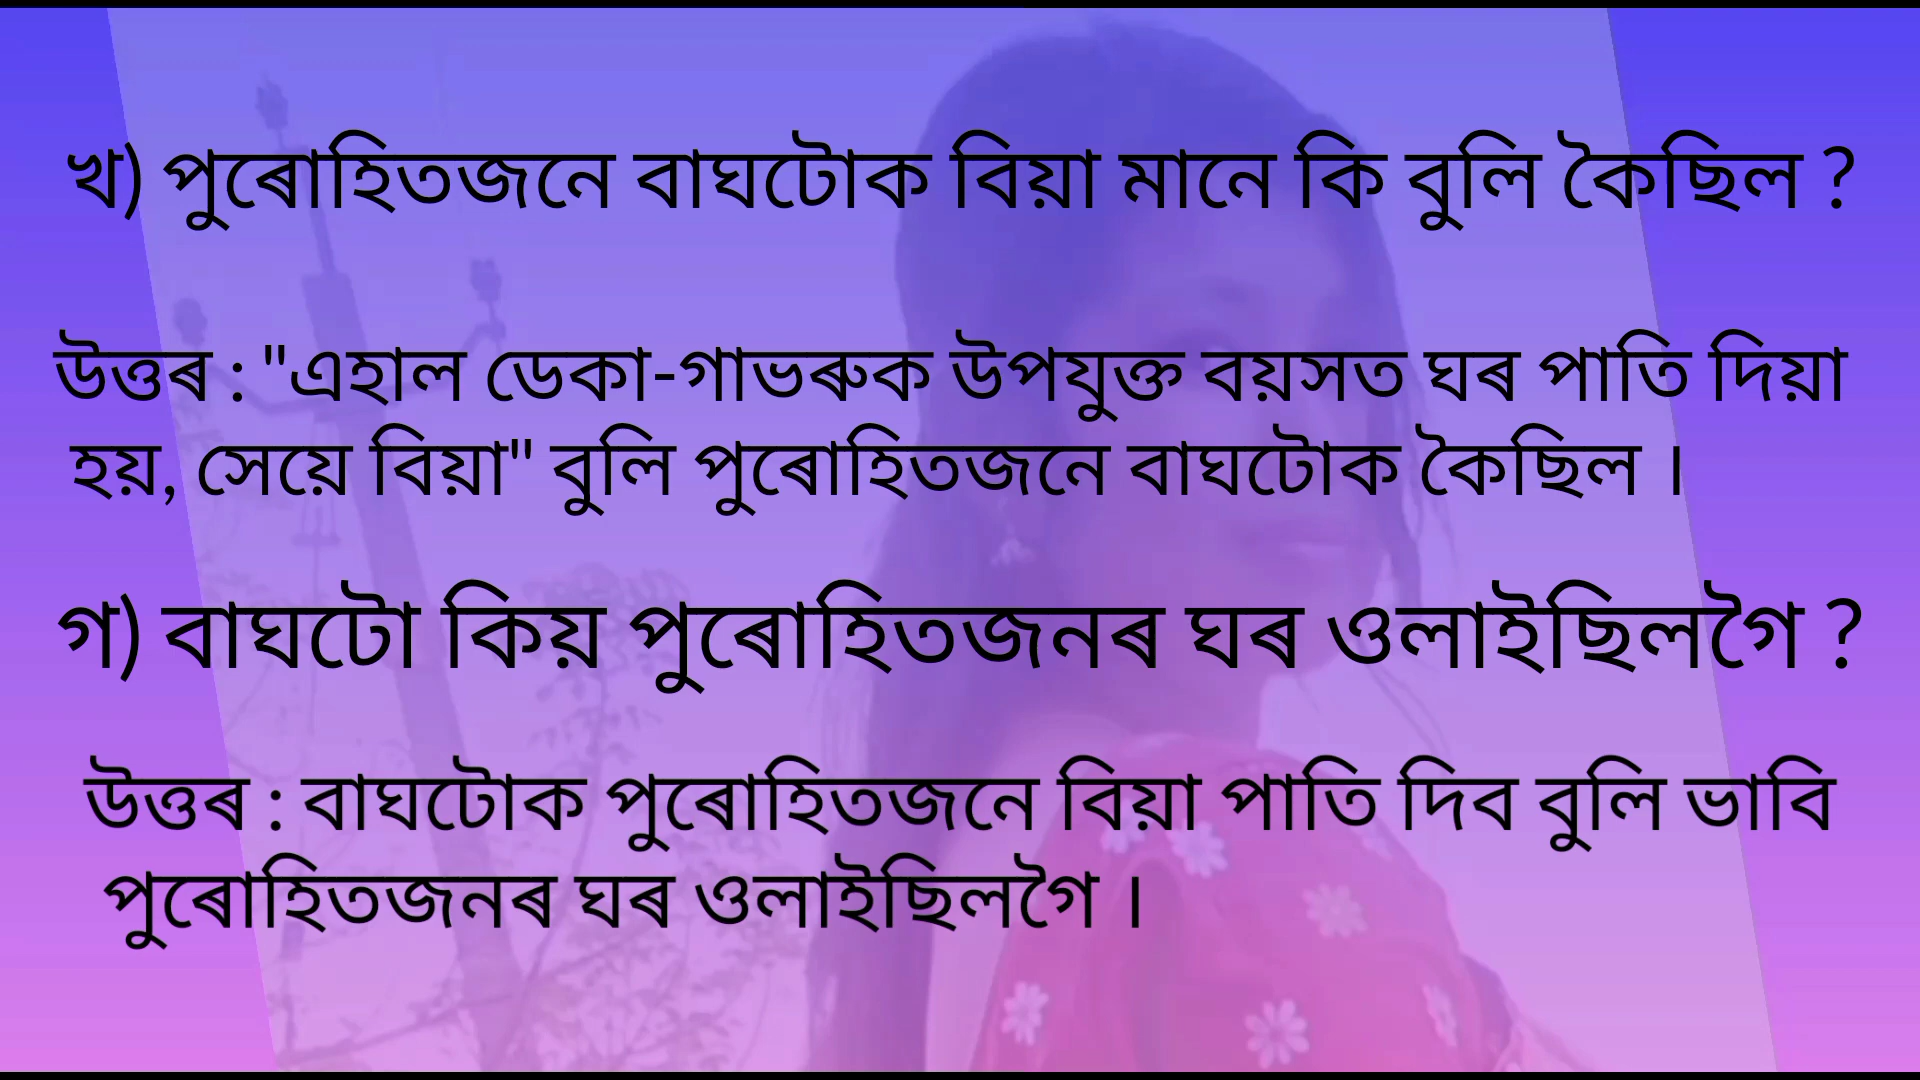 খ) পুৰোহিতজনে বাঘটোক বিয়া মানে কি বুলি কৈছিল ?
উত্তৰ : "এহাল ডেকা-গাভৰুক উপযুক্ত বয়সত ঘৰ পাতি দিয়া
হয়, সেয়ে বিয়া" বুলি পুৰোহিতজনে বাঘটোক কৈছিল ।
গ) বাঘটো কিয় পুৰোহিতজনৰ ঘৰ ওলাইছিলগৈ ?
উত্তৰ : বাঘটোক পুৰোহিতজনে বিয়া পাতি দিব বুলি ভাবি
পুৰোহিতজনৰ ঘৰ ওলাইছিলগৈ ।